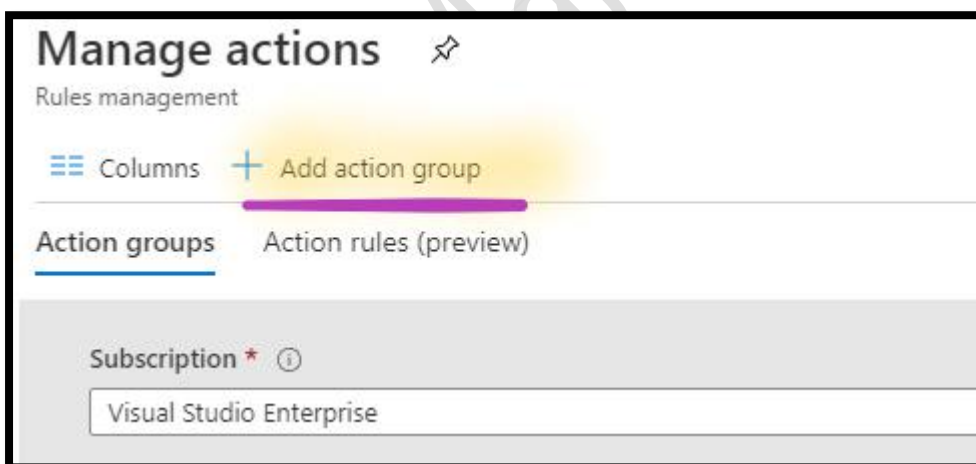 Manage actions
Rules management
Columns + Add action group
Action groups Action rules (preview)
Subscription *
Visual Studio Enterprise